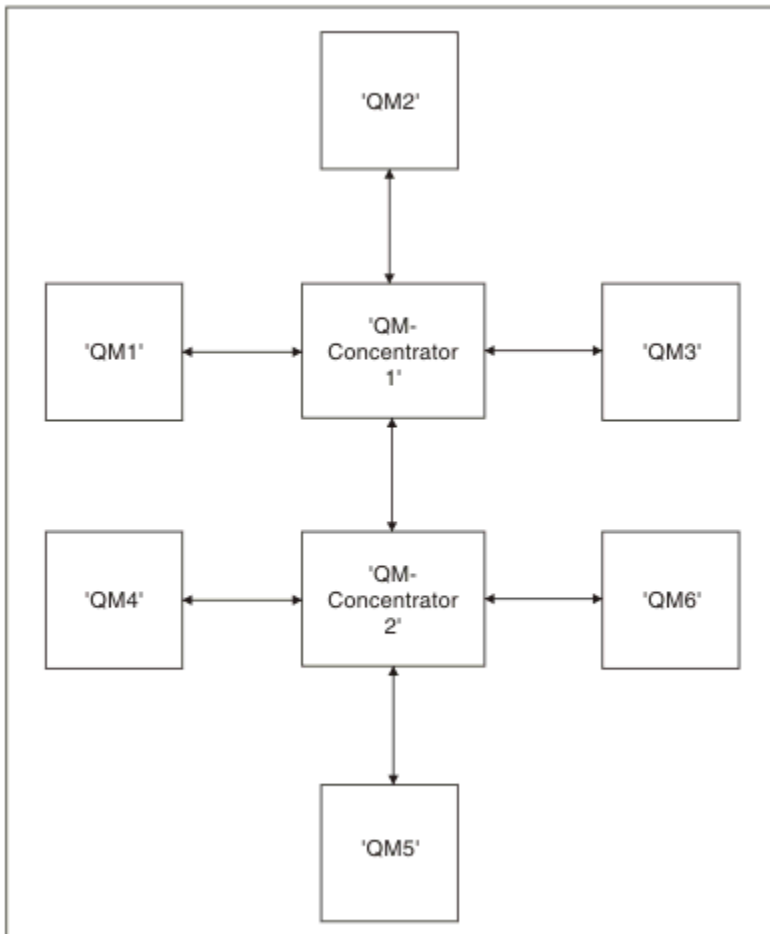 'QM2'
'QM1'
'QM-
Concentrator
1'
'QM3'
'QM4'
'QM-
Concentrator
2'
'QM6'
'QM5'